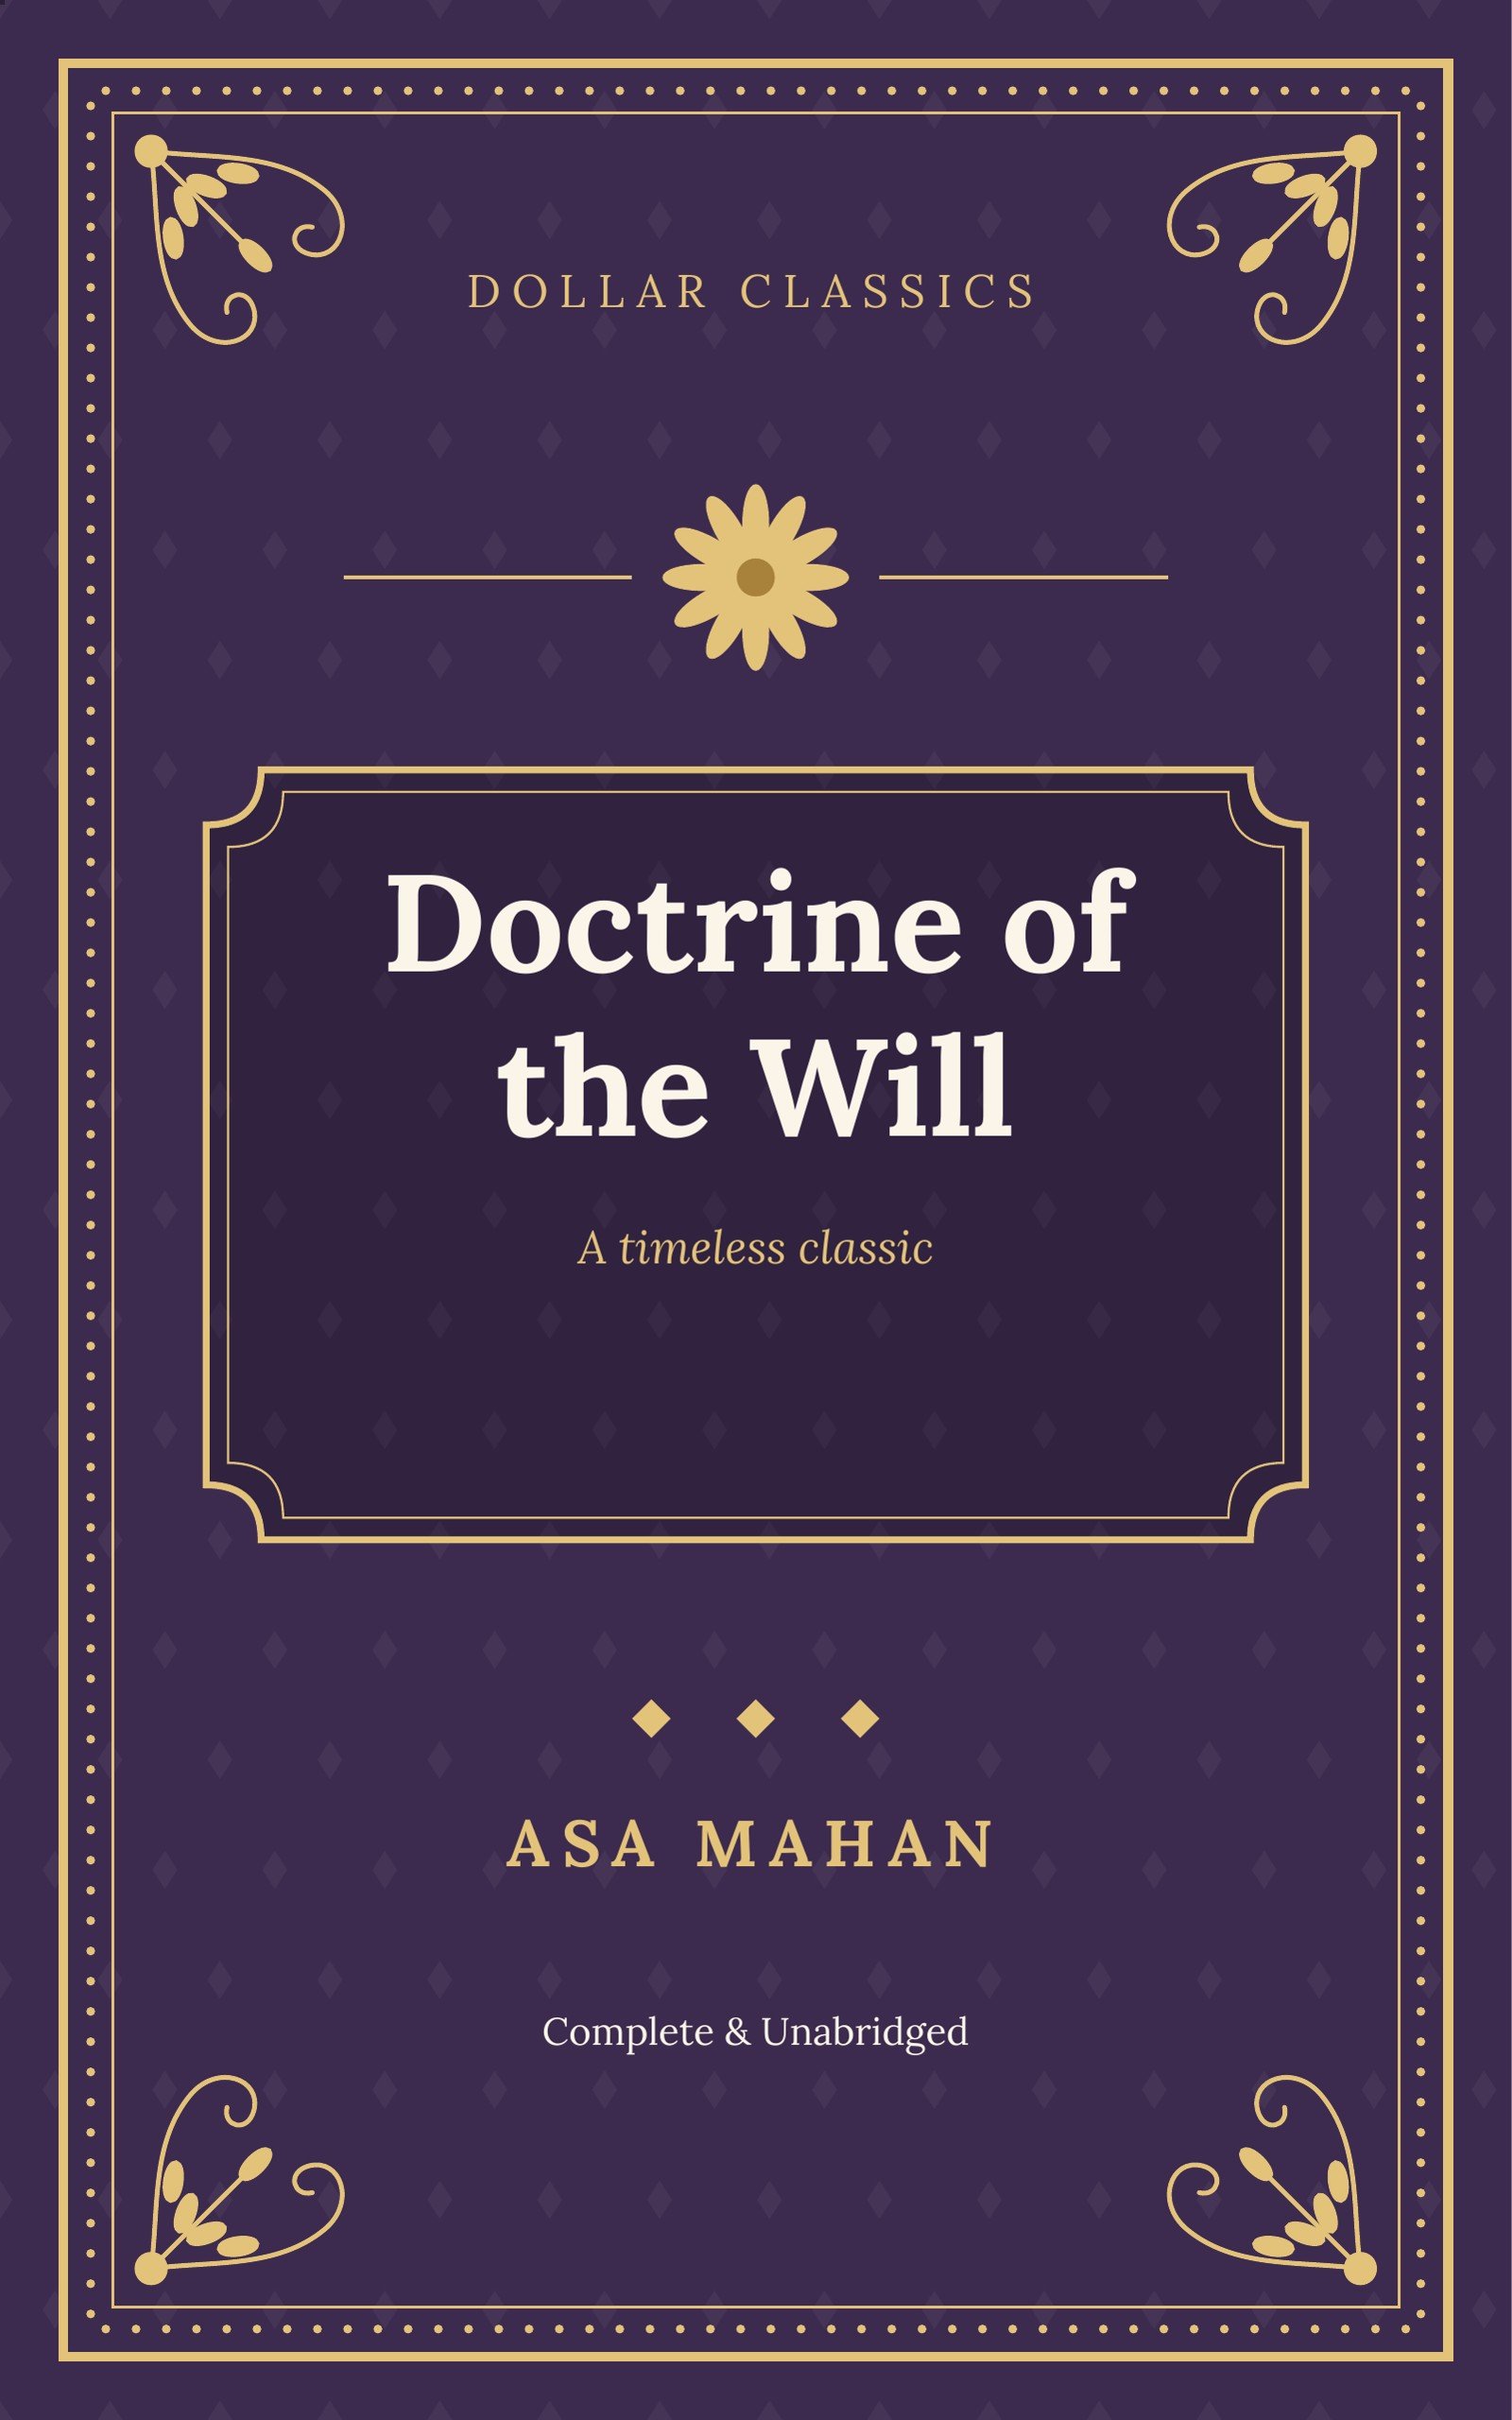 DOLLAR CLASSICS
Doctrine of
the Will
A timeless classic
ASA MAHAN
Complete & Unabridged